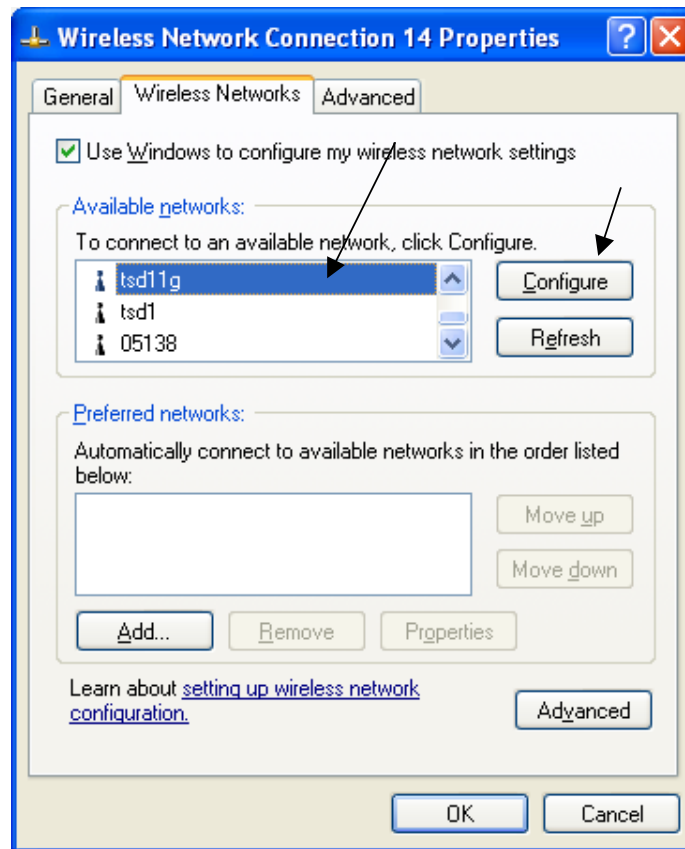 Wireless Network Connection 14 Properties
General Wireless Networks Advanced
Use Windows to configure my wireless network settings
Available networks:
To connect to an available network, click Configure.
tsd11g
tsd1
05138
Configure
Refresh
Preferred networks:
Automatically connect to available networks in the order listed
below:
Move up
Move down
Add... Remove Properties
Learn about setting up wireless network
configuration.
Advanced
OK Cancel